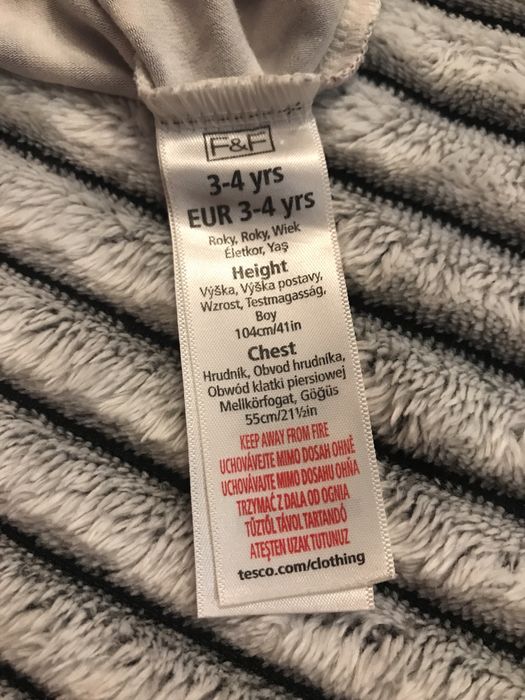 F&F
3-4 yrs
EUR 3-4 yrs
Roky, Roky, Wiek
Életkor, Yaş
Height
Výška, Výška postavy,
Wzrost, Testmagasság,
Boy
104cm/41in
Chest
Hrudník, Obvod hrudníka,
Obwód klatki piersiowej
Mellkörfogat, Göğüs
55cm/21½in
KEEP AWAY FROM FIRE
UCHOVÁVEJTE MIMO DOSAH OHNĚ
UCHOVÁVAJTE MIMO DOSAHU OHŇA
TRZYMAĆ Z DALA OD OGNIA
TŰZTŐL TÁVOL TARTANDÓ
ATEŞTEN UZAK TUTUNUZ
tesco.com/clothing